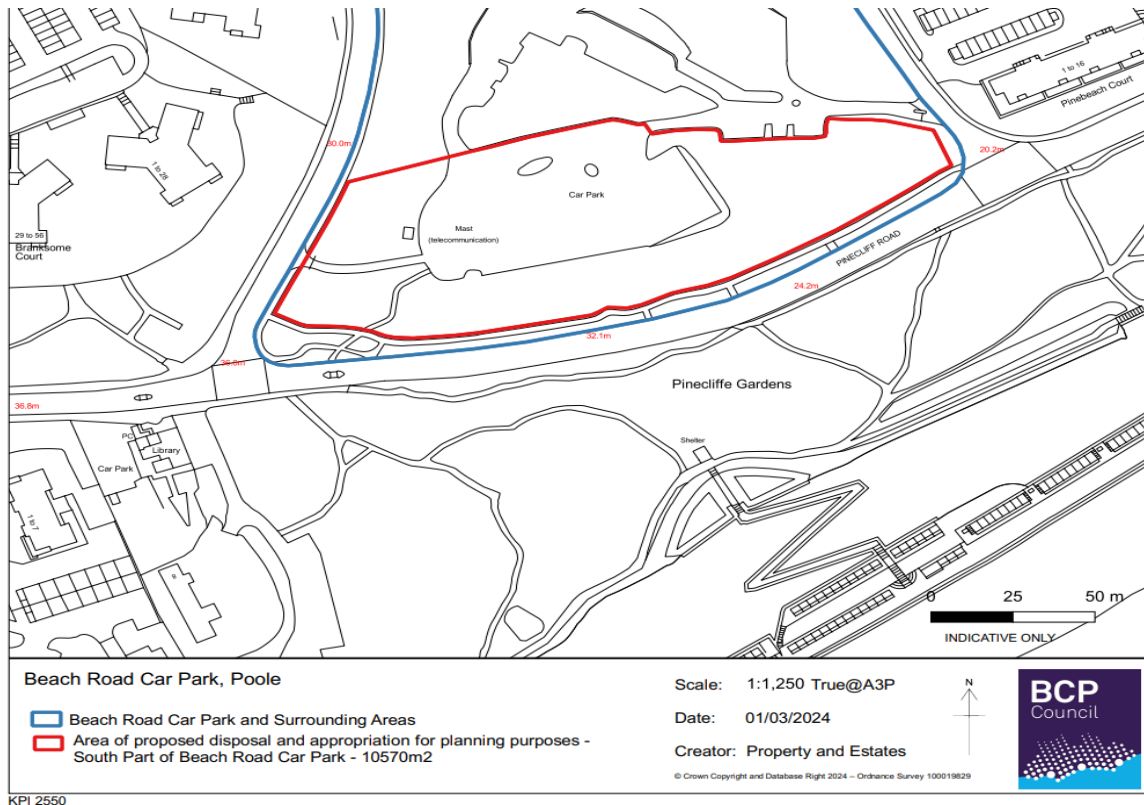 1 to 16
Pinebeach Court
30.0m
20.2m
1 to 28
Car Park
29 to 56
Branksome
Court
Mast
(telecommunication)
PINECLIFF ROAD
24.2m
32.1m
Pinecliffe Gardens
36.8m
PC
Library
Shelter
Car Park
1 to 7
0 25 50 m
INDICATIVE ONLY
Beach Road Car Park, Poole
Beach Road Car Park and Surrounding Areas
Area of proposed disposal and appropriation for planning purposes -
South Part of Beach Road Car Park - 10570m2
Scale: 1:1,250 True@A3P
Date: 01/03/2024
Creator: Property and Estates
© Crown Copyright and Database Right 2024 – Ordnance Survey 100019829
N
BCP
Council
KPI 2550